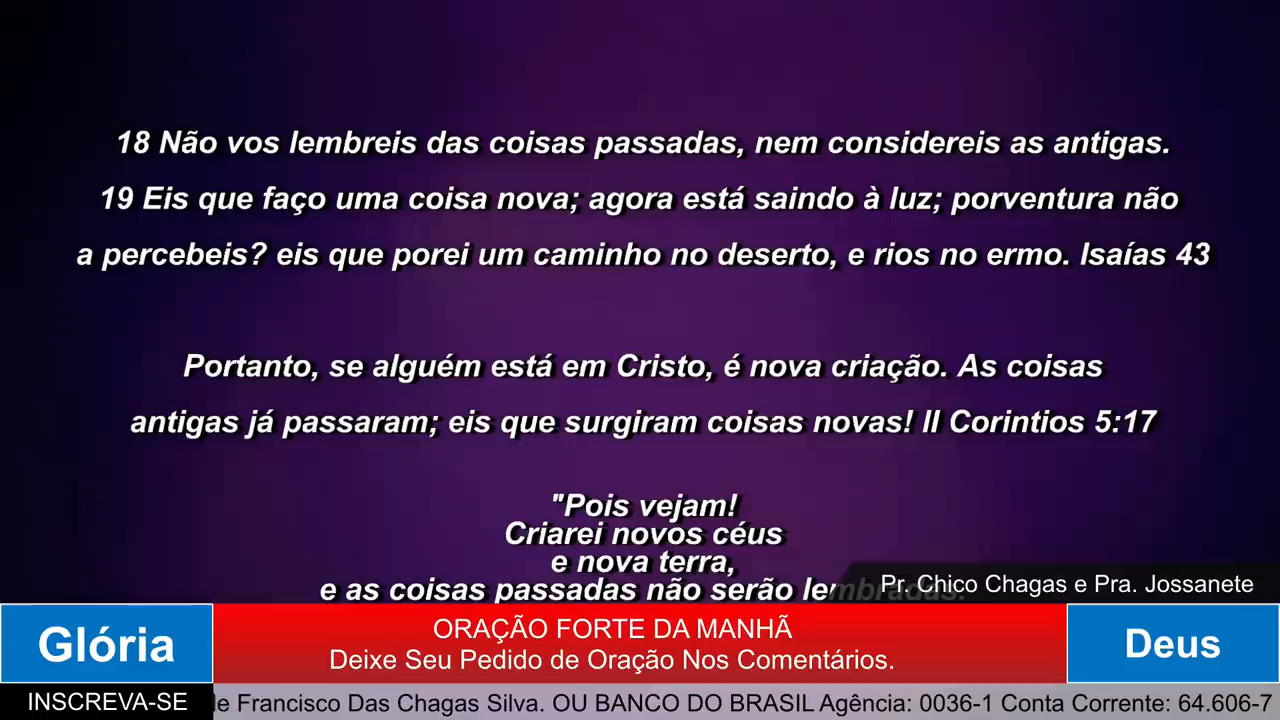 18 Não vos lembreis das coisas passadas, nem considereis as antigas.
19 Eis que faço uma coisa nova; agora está saindo à luz; porventura não
a percebeis? eis que porei um caminho no deserto, e rios no ermo. Isaías 43
Portanto, se alguém está em Cristo, é nova criação. As coisas
antigas já passaram; eis que surgiram coisas novas! II Corintios 5:17
"Pois vejam!
Criarei novos céus
e nova terra,
e as coisas passadas não serão lembradas.
Pr. Chico Chagas e Pra. Jossanete
Glória
ORAÇÃO FORTE DA MANHÃ
Deixe Seu Pedido de Oração Nos Comentários.
Deus
INSCREVA-SE
e Francisco Das Chagas Silva. OU BANCO DO BRASIL Agência: 0036-1 Conta Corrente: 64.606-7